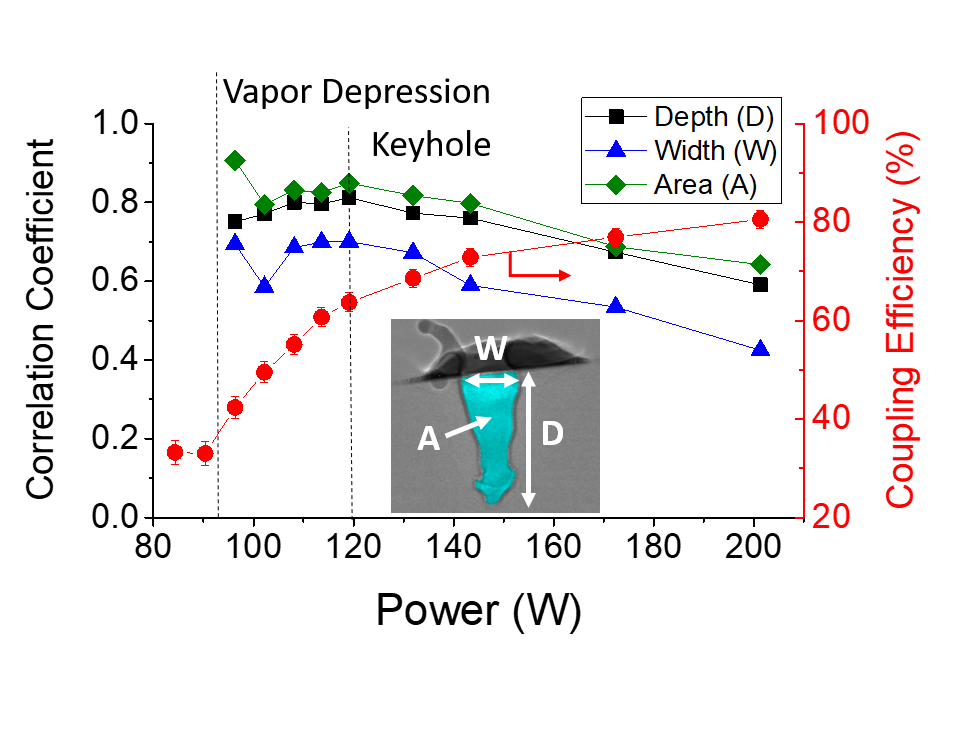 Vapor Depression
Keyhole
Depth (D)
Width (W)
Area (A)
Correlation Coefficient
1.0
0.8
0.6
0.4
0.2
0.0
W
A
D
100
80
60
40
20
Coupling Efficiency (%)
80
100
120
140
160
180
200
Power (W)